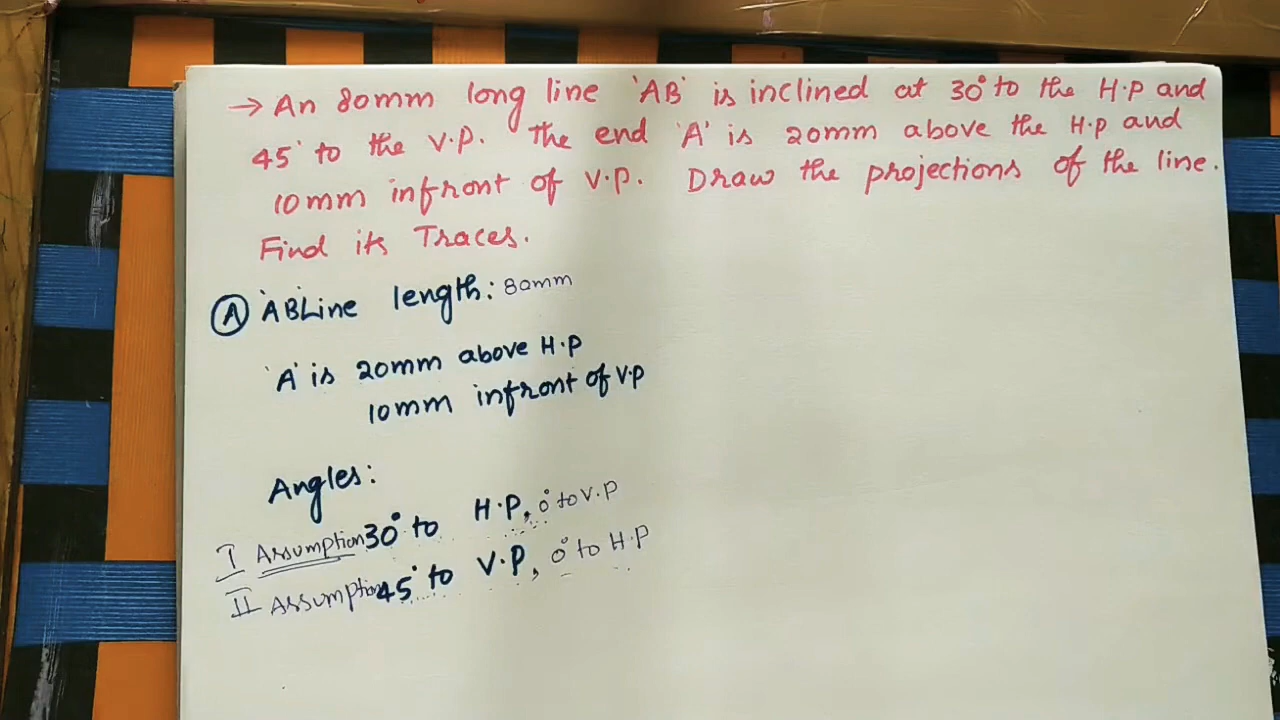 → An 80mm long line 'AB' is inclined at 30° to the H.P and
45° to the V.P. the end 'A' is 20mm above the H.p and
10mm infront of V.P. Draw the projections of the line.
Find its Traces.
Ⓐ 'AB' Line length: 80mm
'A' is 20mm above H.p
10mm infront of V.P
Angles:
I Assumption 30° to H.P, 0° to V.P
II Assumption 45° to V.P, 0° to H.P